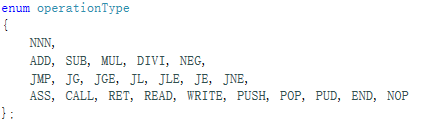 enum operationType
{
NNN,
ADD, SUB, MUL, DIVI, NEG,
JMP, JG, JGE, JL, JLE, JE, JNE,
ASS, CALL, RET, READ, WRITE, PUSH, POP, PUD, END, NOP
};